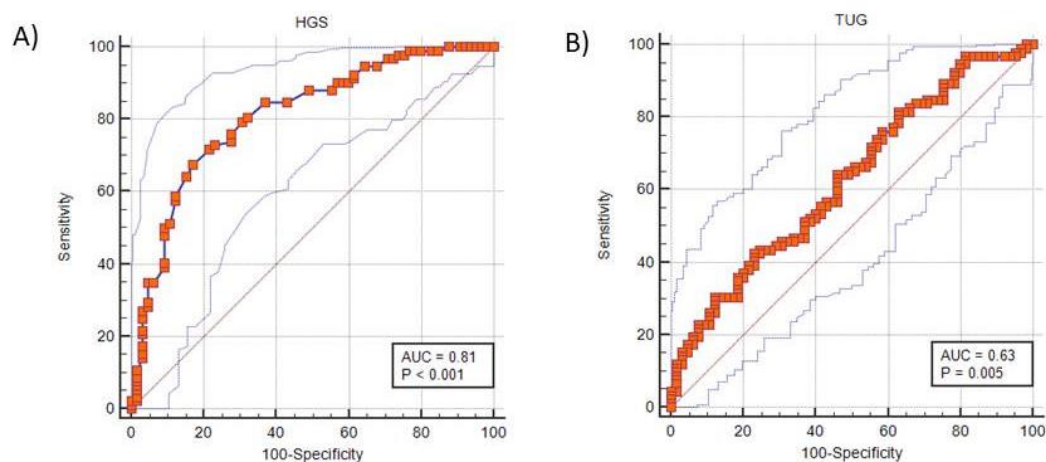 A)
HGS
100
80
60
40
20
0
Sensitivity
0 20 40 60 80 100
100-Specificity
AUC = 0.81
P < 0.001
B)
TUG
100
80
60
40
20
0
Sensitivity
0 20 40 60 80 100
100-Specificity
AUC = 0.63
P = 0.005